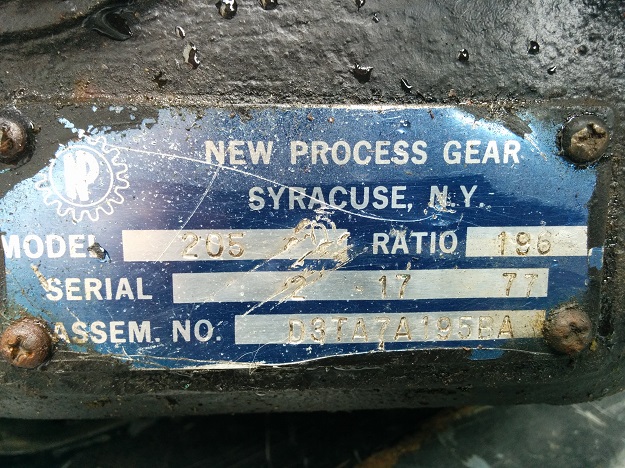 NP
NEW PROCESS GEAR
SYRACUSE, N.Y.
MODEL 205 RATIO 196
SERIAL 2 - 17 77
ASSEM. NO. D8TA7A195BA